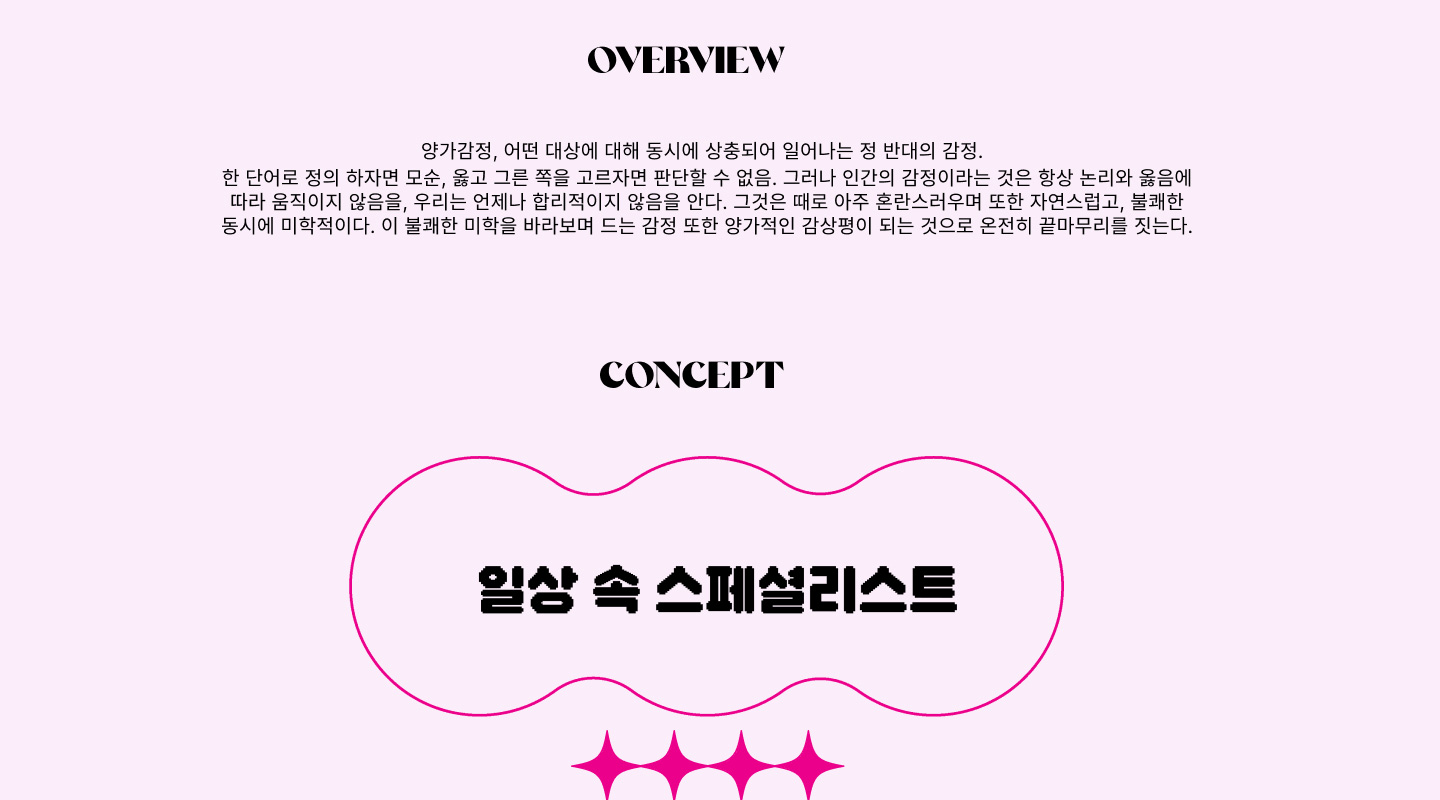 OVERVIEW
양가감정, 어떤 대상에 대해 동시에 상충되어 일어나는 정 반대의 감정.
한 단어로 정의 하자면 모순, 옳고 그른 쪽을 고르자면 판단할 수 없음. 그러나 인간의 감정이라는 것은 항상 논리와 옳음에
따라 움직이지 않음을, 우리는 언제나 합리적이지 않음을 안다. 그것은 때로 아주 혼란스러우며 또한 자연스럽고, 불쾌한
동시에 미학적이다. 이 불쾌한 미학을 바라보며 드는 감정 또한 양가적인 감상평이 되는 것으로 온전히 끝마무리를 짓는다.
CONCEPT
일상 속 스페셜리스트